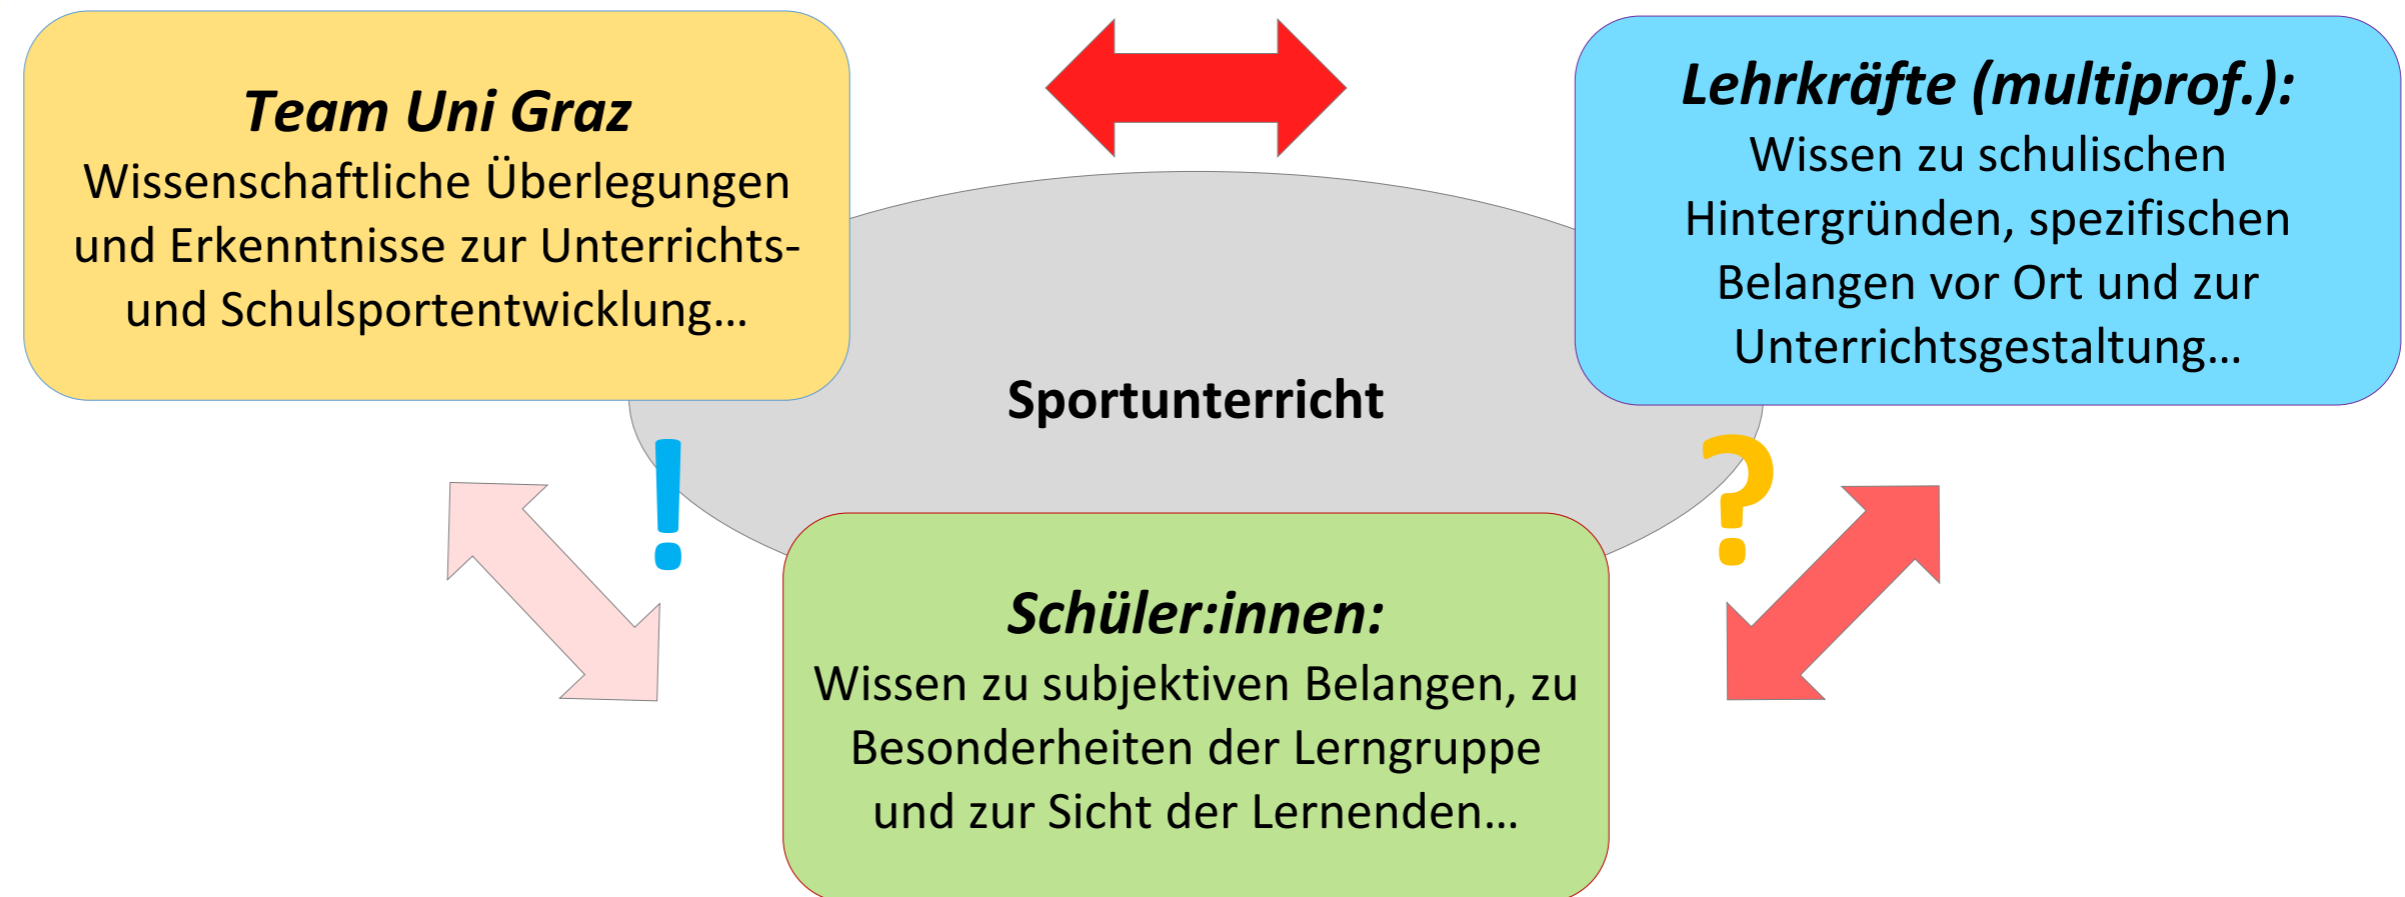 Team Uni Graz
Wissenschaftliche Überlegungen
und Erkenntnisse zur Unterrichts-
und Schulsportentwicklung…
Lehrkräfte (multiprof.):
Wissen zu schulischen
Hintergründen, spezifischen
Belangen vor Ort und zur
Unterrichtsgestaltung…
Sportunterricht
!
?
Schüler:innen:
Wissen zu subjektiven Belangen, zu
Besonderheiten der Lerngruppe
und zur Sicht der Lernenden…